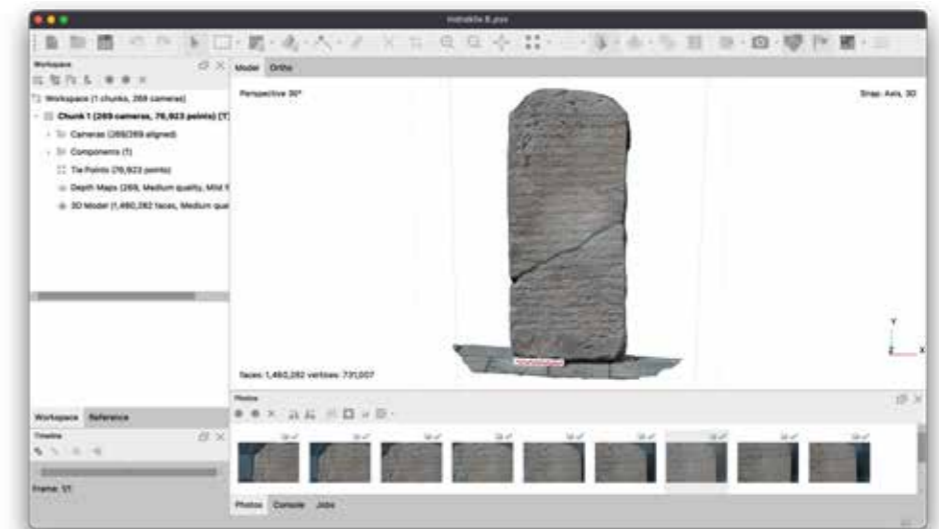 Workspace
Workspace (1 chunks, 269 cameras)
Chunk 1 (269 cameras, 76,923 points) [T]
Cameras (269/269 aligned)
Components (1)
Tie Points (76,923 points)
Depth Maps (269, Medium quality, Mild f
3D Model (1,460,282 faces, Medium qual
Workspace Reference
Timeline
Frame: 1/1
Model Ortho
Perspective 30°
Snap: Axis, 3D
Y
Z X
faces: 1,460,282 vertices: 731,007
Photos
Photos Console Jobs